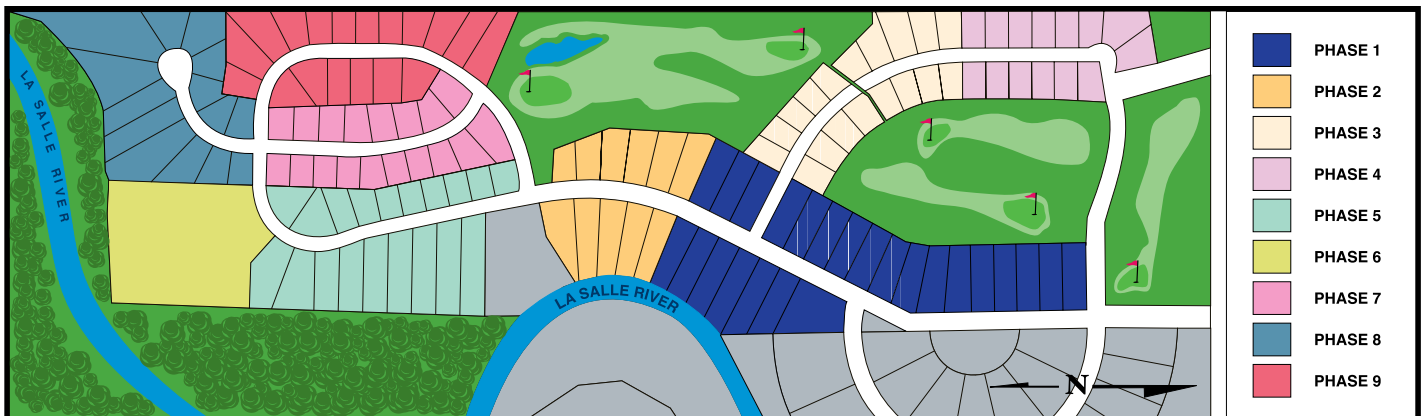 LA SALLE RIVER
LA SALLE RIVER
N
PHASE 1
PHASE 2
PHASE 3
PHASE 4
PHASE 5
PHASE 6
PHASE 7
PHASE 8
PHASE 9